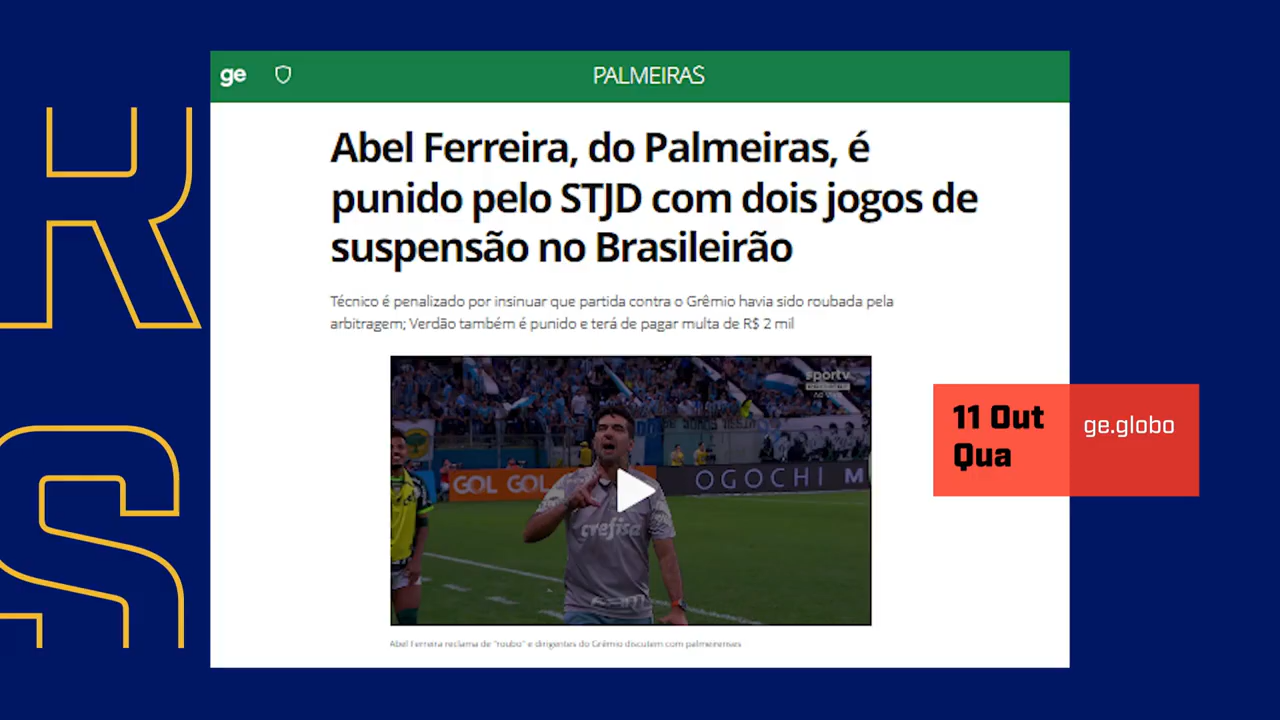 R
S
ge
PALMEIRAS
Abel Ferreira, do Palmeiras, é
punido pelo STJD com dois jogos de
suspensão no Brasileirão
Técnico é penalizado por insinuar que partida contra o Grêmio havia sido roubada pela
arbitragem; Verdão também é punido e terá de pagar multa de R$ 2 mil
sportv
AO VIVO
GOL GOL
OGOCHI M
crefisa
Abel Ferreira reclama de "roubo" e dirigentes do Grêmio discutem com palmeirenses
11 Out
Qua
ge.globo